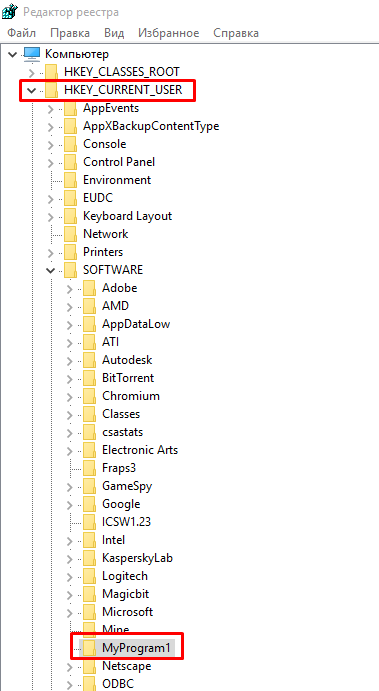 Редактор реестра
Файл Правка Вид Избранное Справка
Компьютер
HKEY_CLASSES_ROOT
HKEY_CURRENT_USER
AppEvents
AppXBackupContentType
Console
Control Panel
Environment
EUDC
Keyboard Layout
Network
Printers
SOFTWARE
Adobe
AMD
AppDataLow
ATI
Autodesk
BitTorrent
Chromium
Classes
csastats
Electronic Arts
Fraps3
GameSpy
Google
ICSW1.23
Intel
KasperskyLab
Logitech
Magicbit
Microsoft
Mine
MyProgram1
Netscape
ODBC